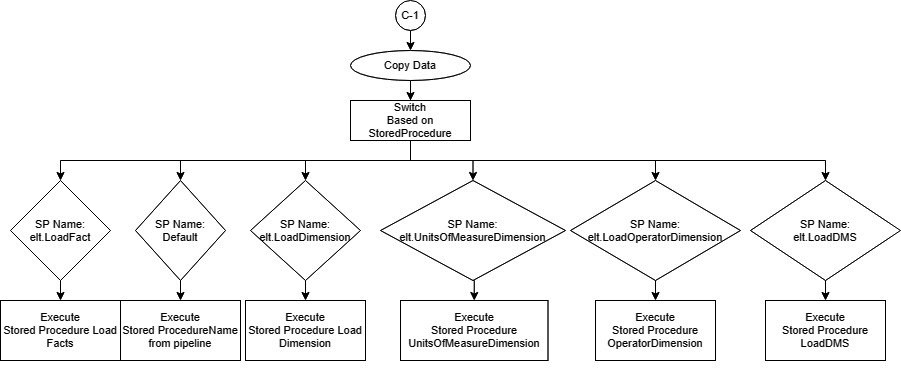 C-1
Copy Data
Switch
Based on
StoredProcedure
SP Name:
elt.LoadFact
SP Name:
Default
SP Name:
elt.LoadDimension
SP Name:
elt.UnitsOfMeasureDimension
SP Name:
elt.LoadOperatorDimension
SP Name:
elt.LoadDMS
Execute
Stored Procedure Load
Facts
Execute
Stored ProcedureName
from pipeline
Execute
Stored Procedure Load
Dimension
Execute
Stored Procedure
UnitsOfMeasureDimension
Execute
Stored Procedure
OperatorDimension
Execute
Stored Procedure
LoadDMS